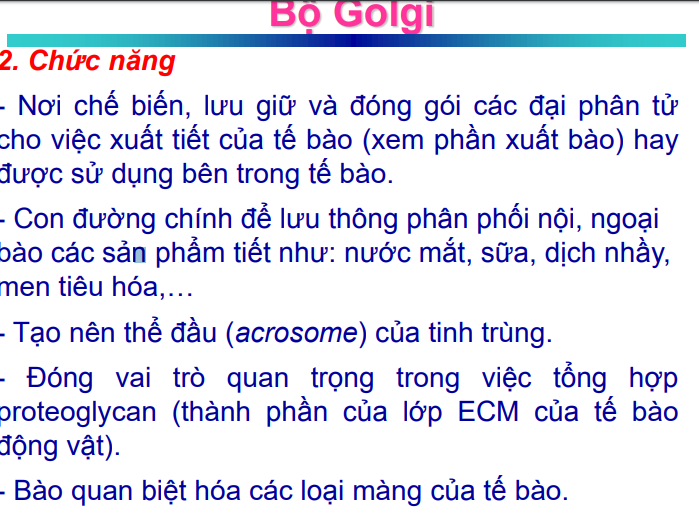 Bộ Golgi
2. Chức năng
- Nơi chế biến, lưu giữ và đóng gói các đại phân tử
cho việc xuất tiết của tế bào (xem phần xuất bào) hay
được sử dụng bên trong tế bào.
- Con đường chính để lưu thông phân phối nội, ngoại
bào các sản phẩm tiết như: nước mắt, sữa, dịch nhầy,
men tiêu hóa,...
- Tạo nên thể đầu (acrosome) của tinh trùng.
- Đóng vai trò quan trọng trong việc tổng hợp
proteoglycan (thành phần của lớp ECM của tế bào
động vật).
- Bào quan biệt hóa các loại màng của tế bào.